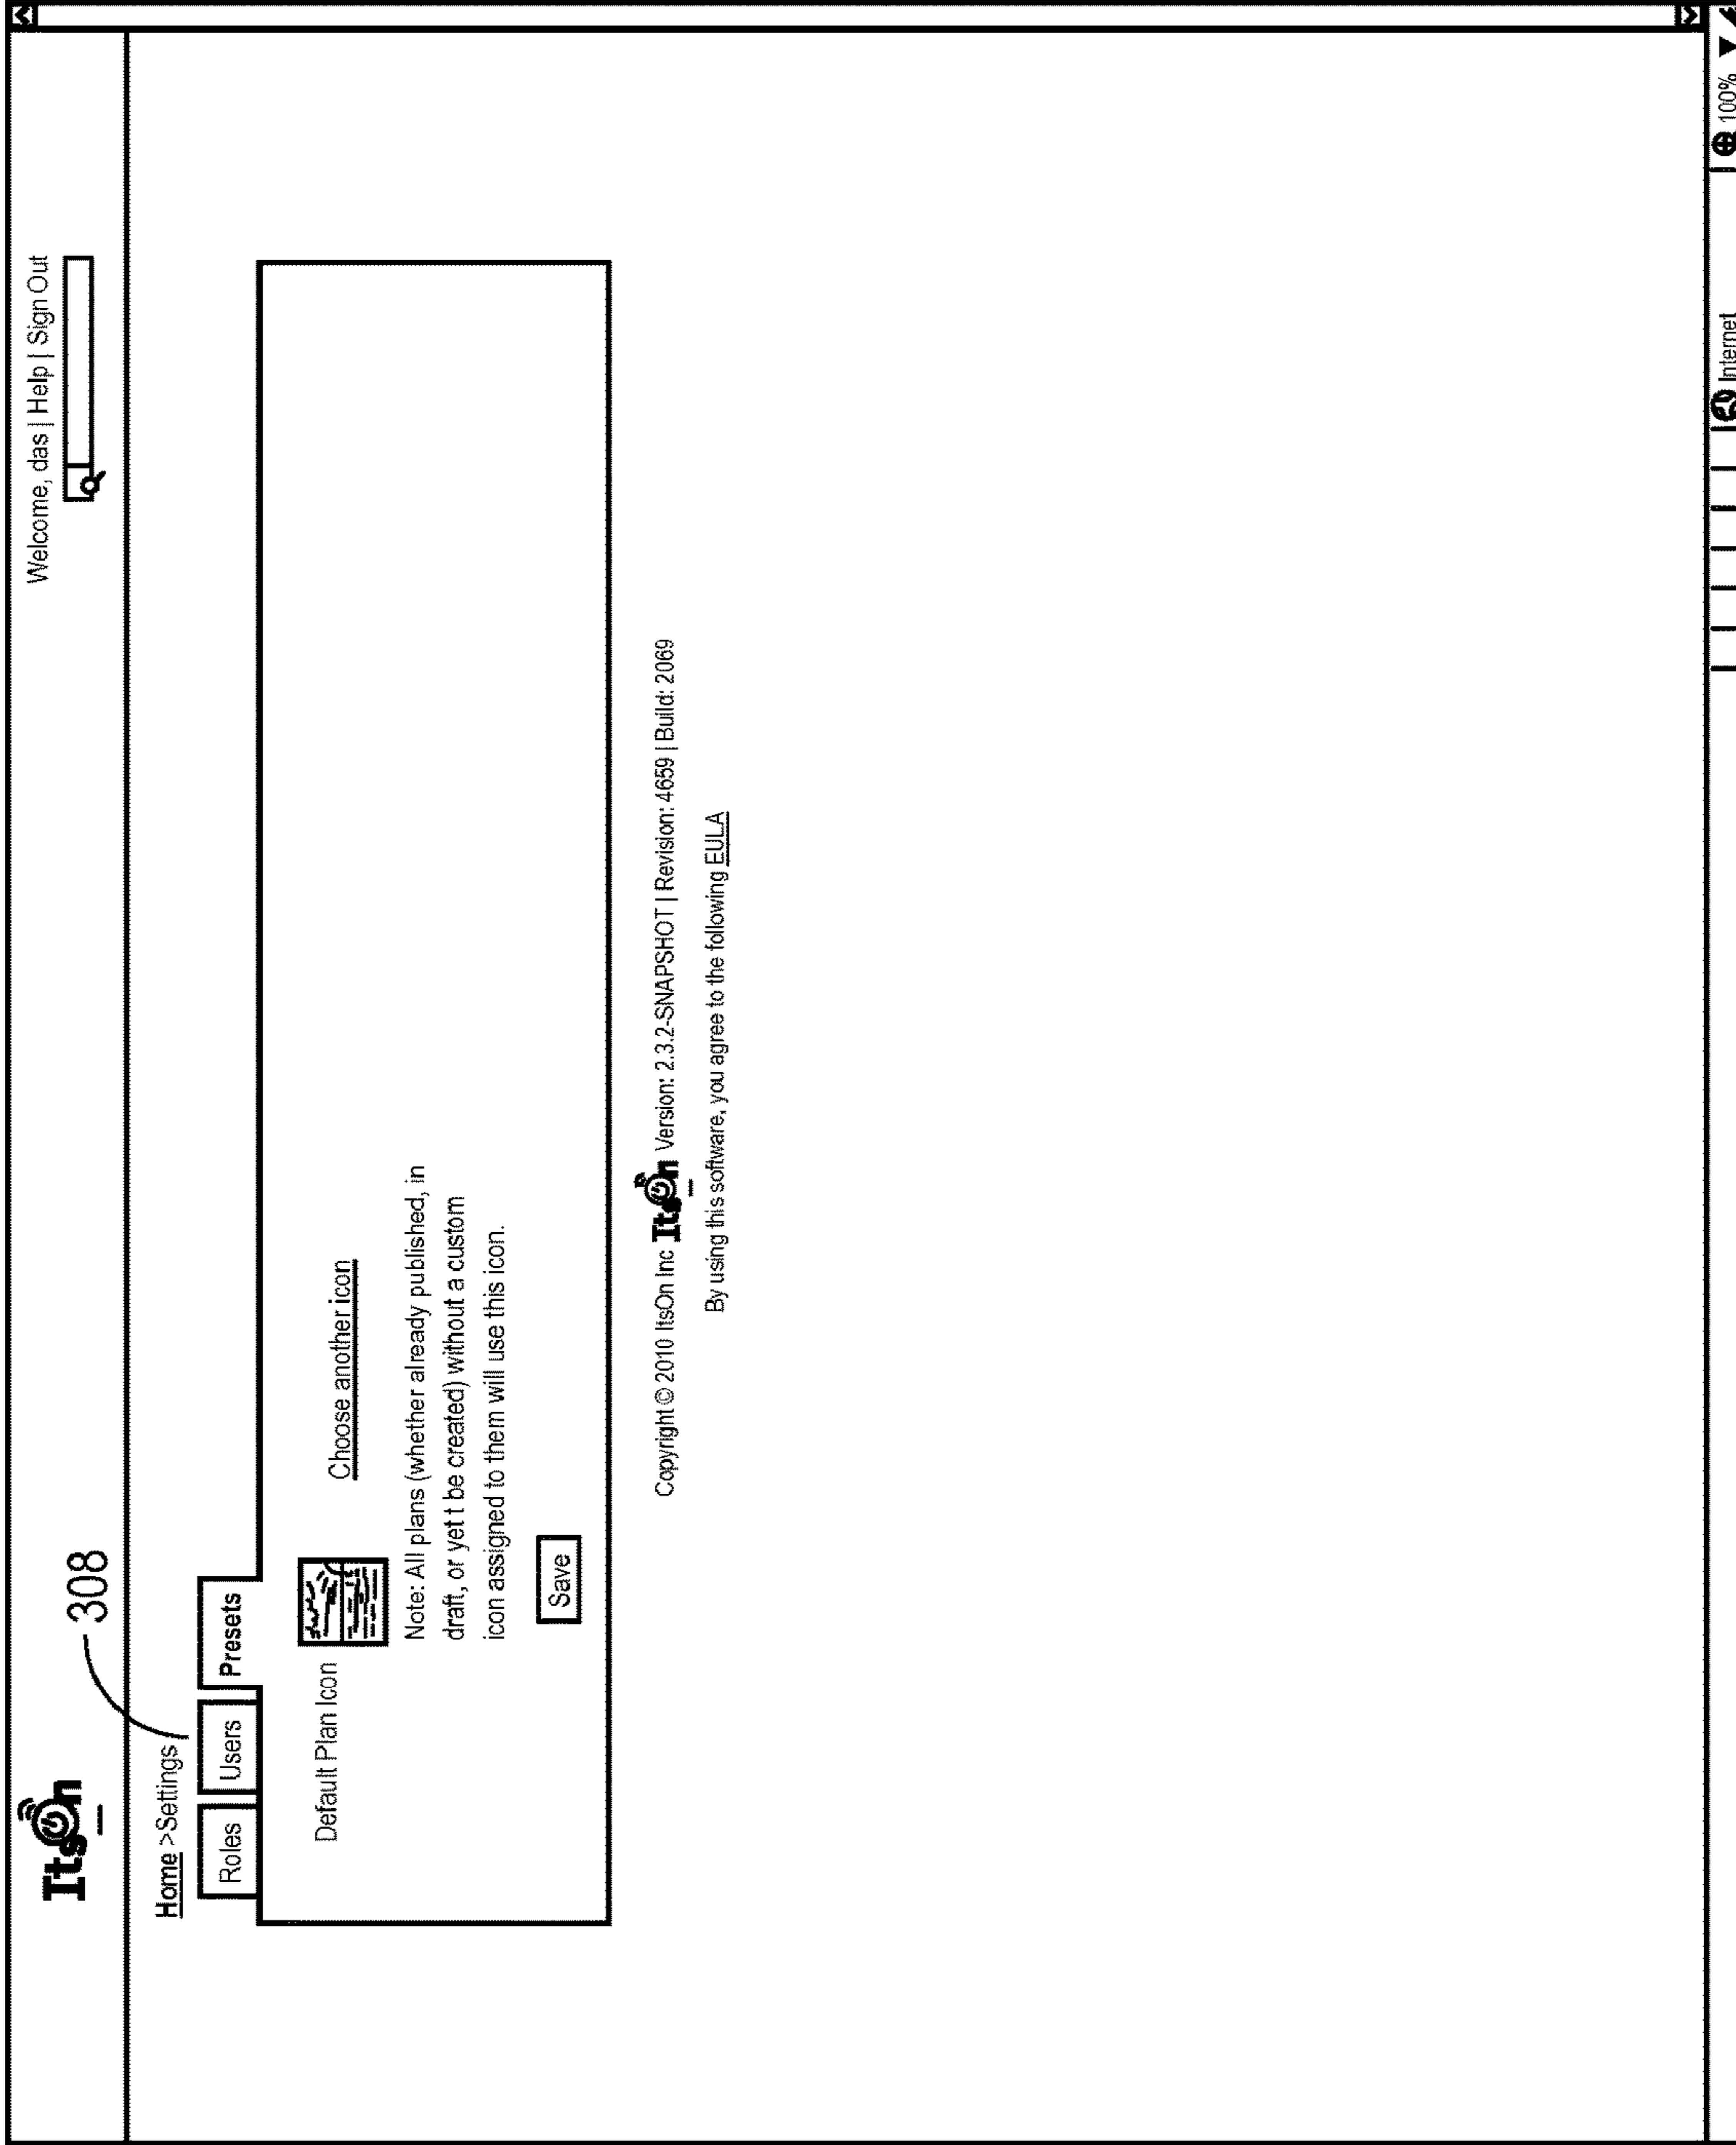 ItsOn
Welcome, das | Help | Sign Out
308
Home >Settings
Roles
Users
Presets
Default Plan Icon
Choose another icon
Note: All plans (whether already published, in
draft, or yet t be created) without a custom
icon assigned to them will use this icon.
Save
Copyright © 2010 ItsOn Inc ItsOn Version: 2.3.2-SNAPSHOT | Revision: 4659 | Build: 2069
By using this software, you agree to the following EULA
Internet
100%